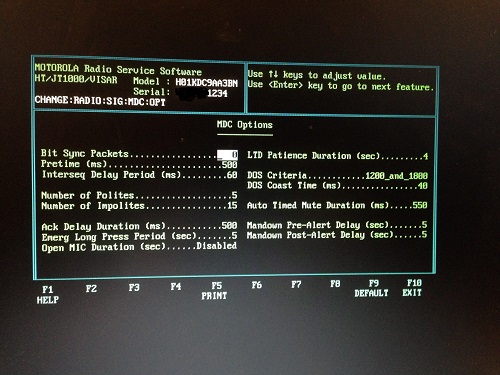 MOTOROLA Radio Service Software
HT/JT1000/VISAR Model : H01KDC9AA3BN
Serial: 1234
CHANGE:RADIO:SIG:MDC:OPT
Use ↑↓ keys to adjust value.
Use <Enter> key to go to next feature.
MDC Options
Bit Sync Packets................0
Pretime (ms)..................500
Interseq Delay Period (ms).....60
Number of Polites...............5
Number of Impolites............15
Ack Delay Duration (ms).......500
Emerg Long Press Period (sec)...5
Open MIC Duration (sec)..Disabled
LTD Patience Duration (sec)........4
DOS Criteria...........1200_and_1800
DOS Coast Time (ms)...............40
Auto Timed Mute Duration (ms)....550
Mandown Pre-Alert Delay (sec).....5
Mandown Post-Alert Delay (sec)....5
F1 F2 F3 F4 F5 F6 F7 F8 F9 F10
HELP PRINT DEFAULT EXIT